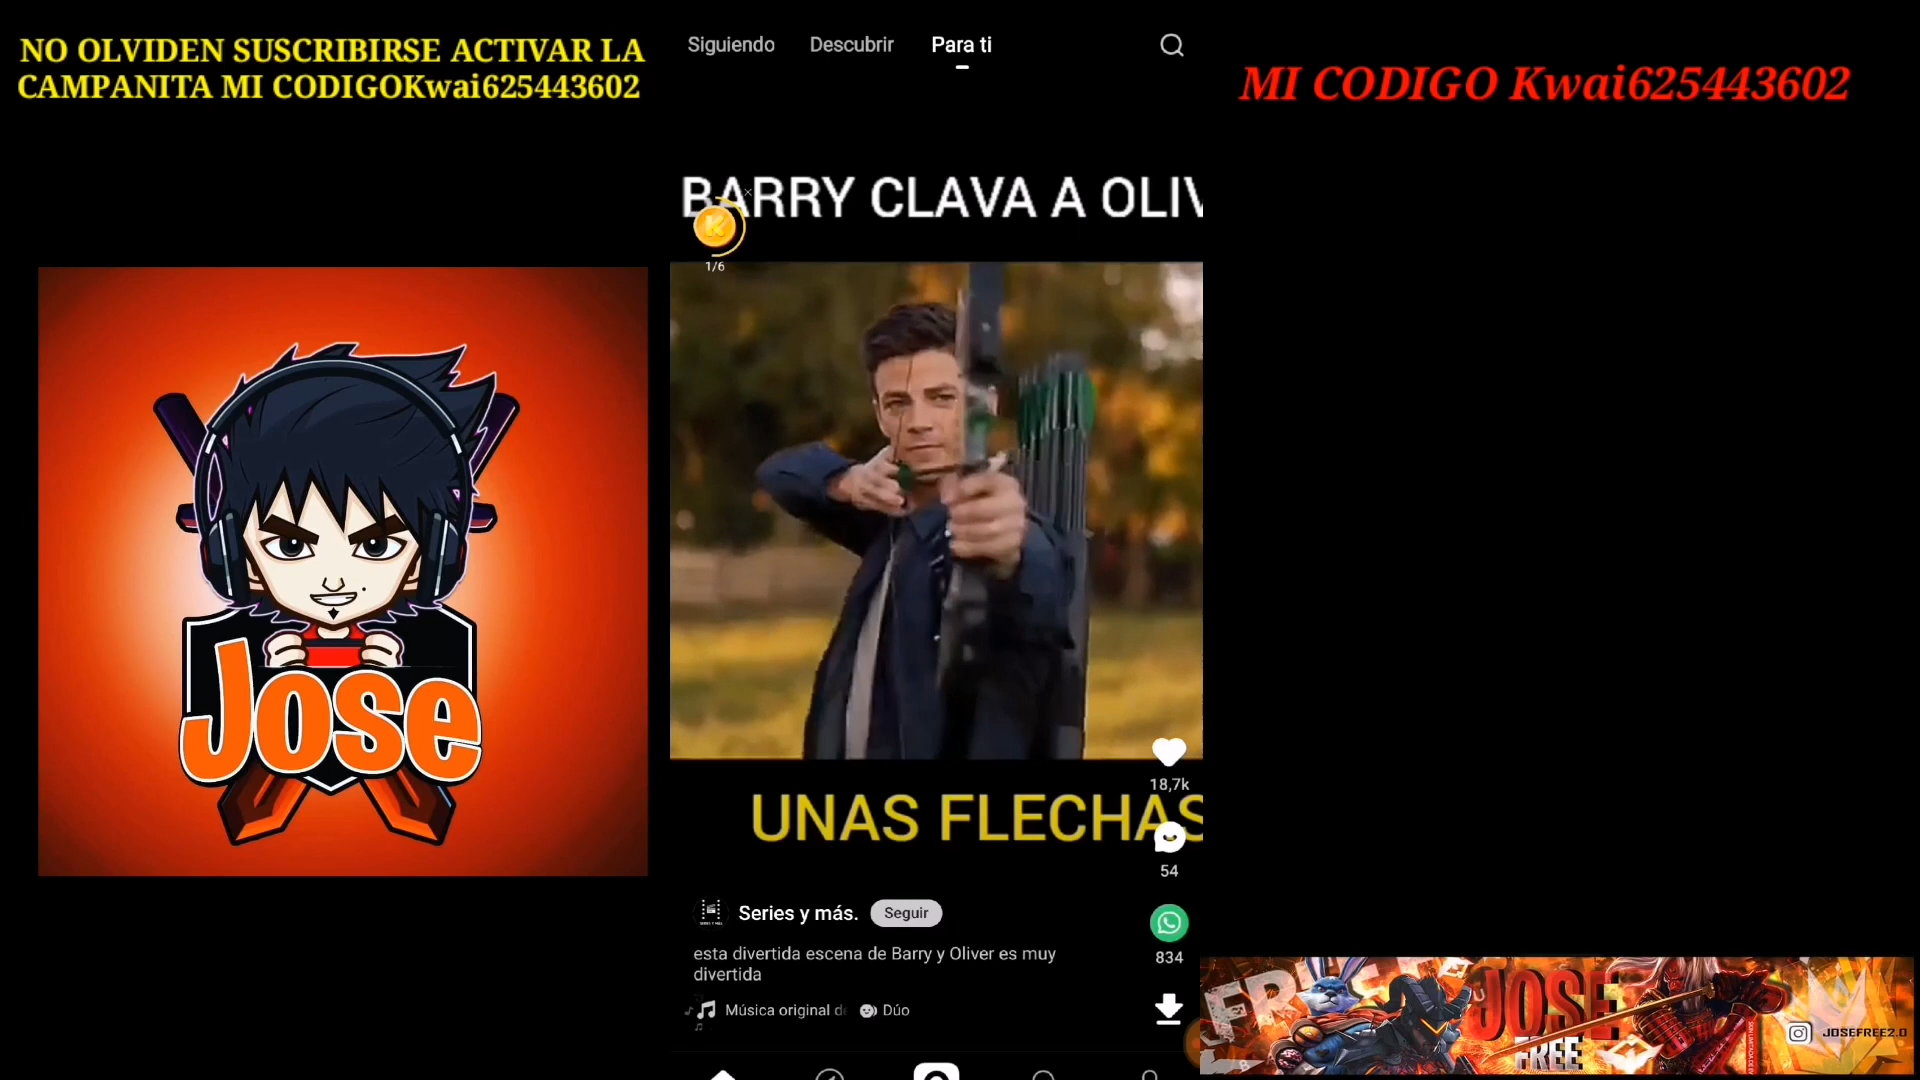 NO OLVIDEN SUSCRIBIRSE ACTIVAR LA
CAMPANITA MI CODIGOKwai625443602
Jose
Siguiendo
Descubrir
Para ti
BARRY CLAVA A OLIV
K
1/6
UNAS FLECHAS
18,7k
54
834
Series y más.
Seguir
esta divertida escena de Barry y Oliver es muy
divertida
Música original
Dúo
MI CODIGO Kwai625443602
FREE
JOSE
FREE
JOSEFREE2.0